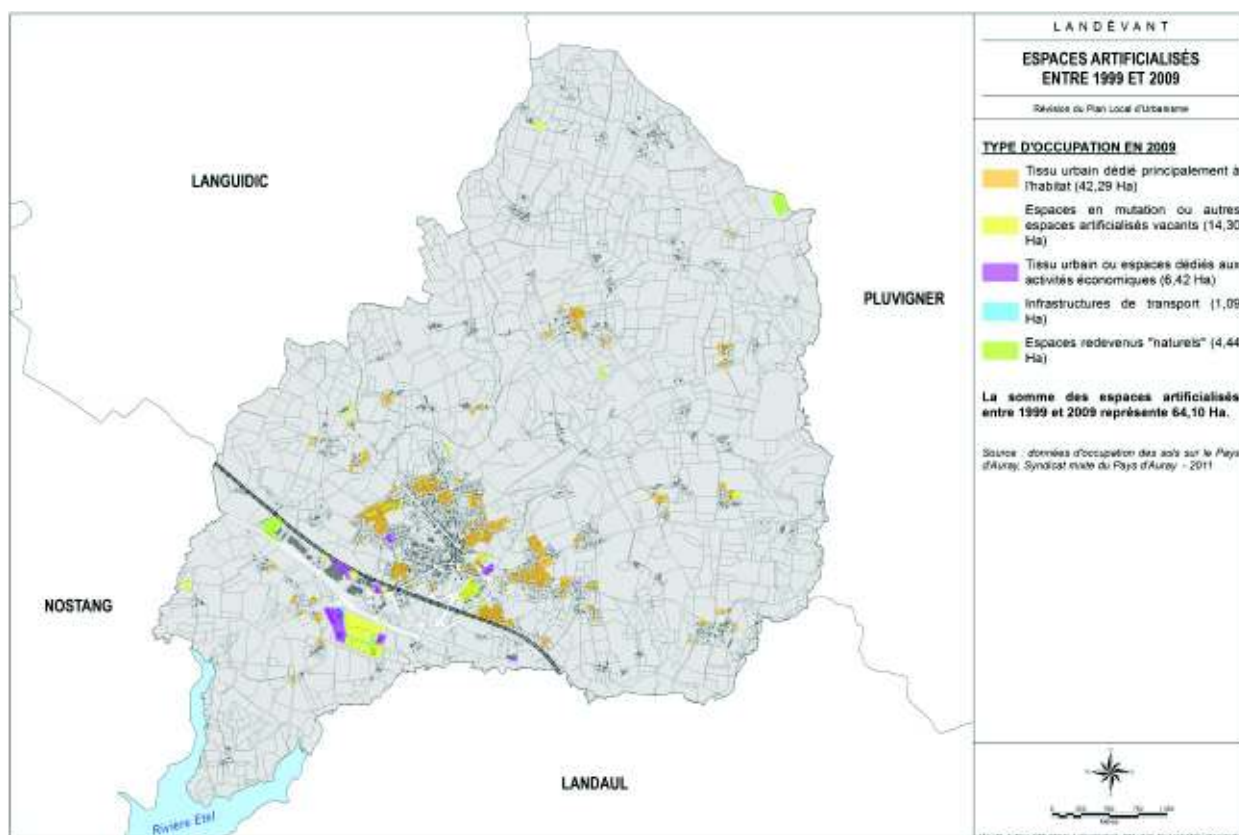 LANDÉVANT
ESPACES ARTIFICIALISÉS
ENTRE 1999 ET 2009
Révision du Plan Local d'Urbanisme
TYPE D'OCCUPATION EN 2009
Tissu urbain dédié principalement à
l'habitat (42,29 Ha)
Espaces en mutation ou autres
espaces artificialisés vacants (14,30
Ha)
Tissu urbain ou espaces dédiés aux
activités économiques (6,42 Ha)
Infrastructures de transport (1,09
Ha)
Espaces redevenus "naturels" (4,44
Ha)
La somme des espaces artificialisés
entre 1999 et 2009 représente 64,10 Ha.
Source : données d'occupation des sols sur le Pays
d'Auray, Syndicat mixte du Pays d'Auray - 2011
LANGUIDIC
PLUVIGNER
NOSTANG
LANDAUL
Rivière Etel